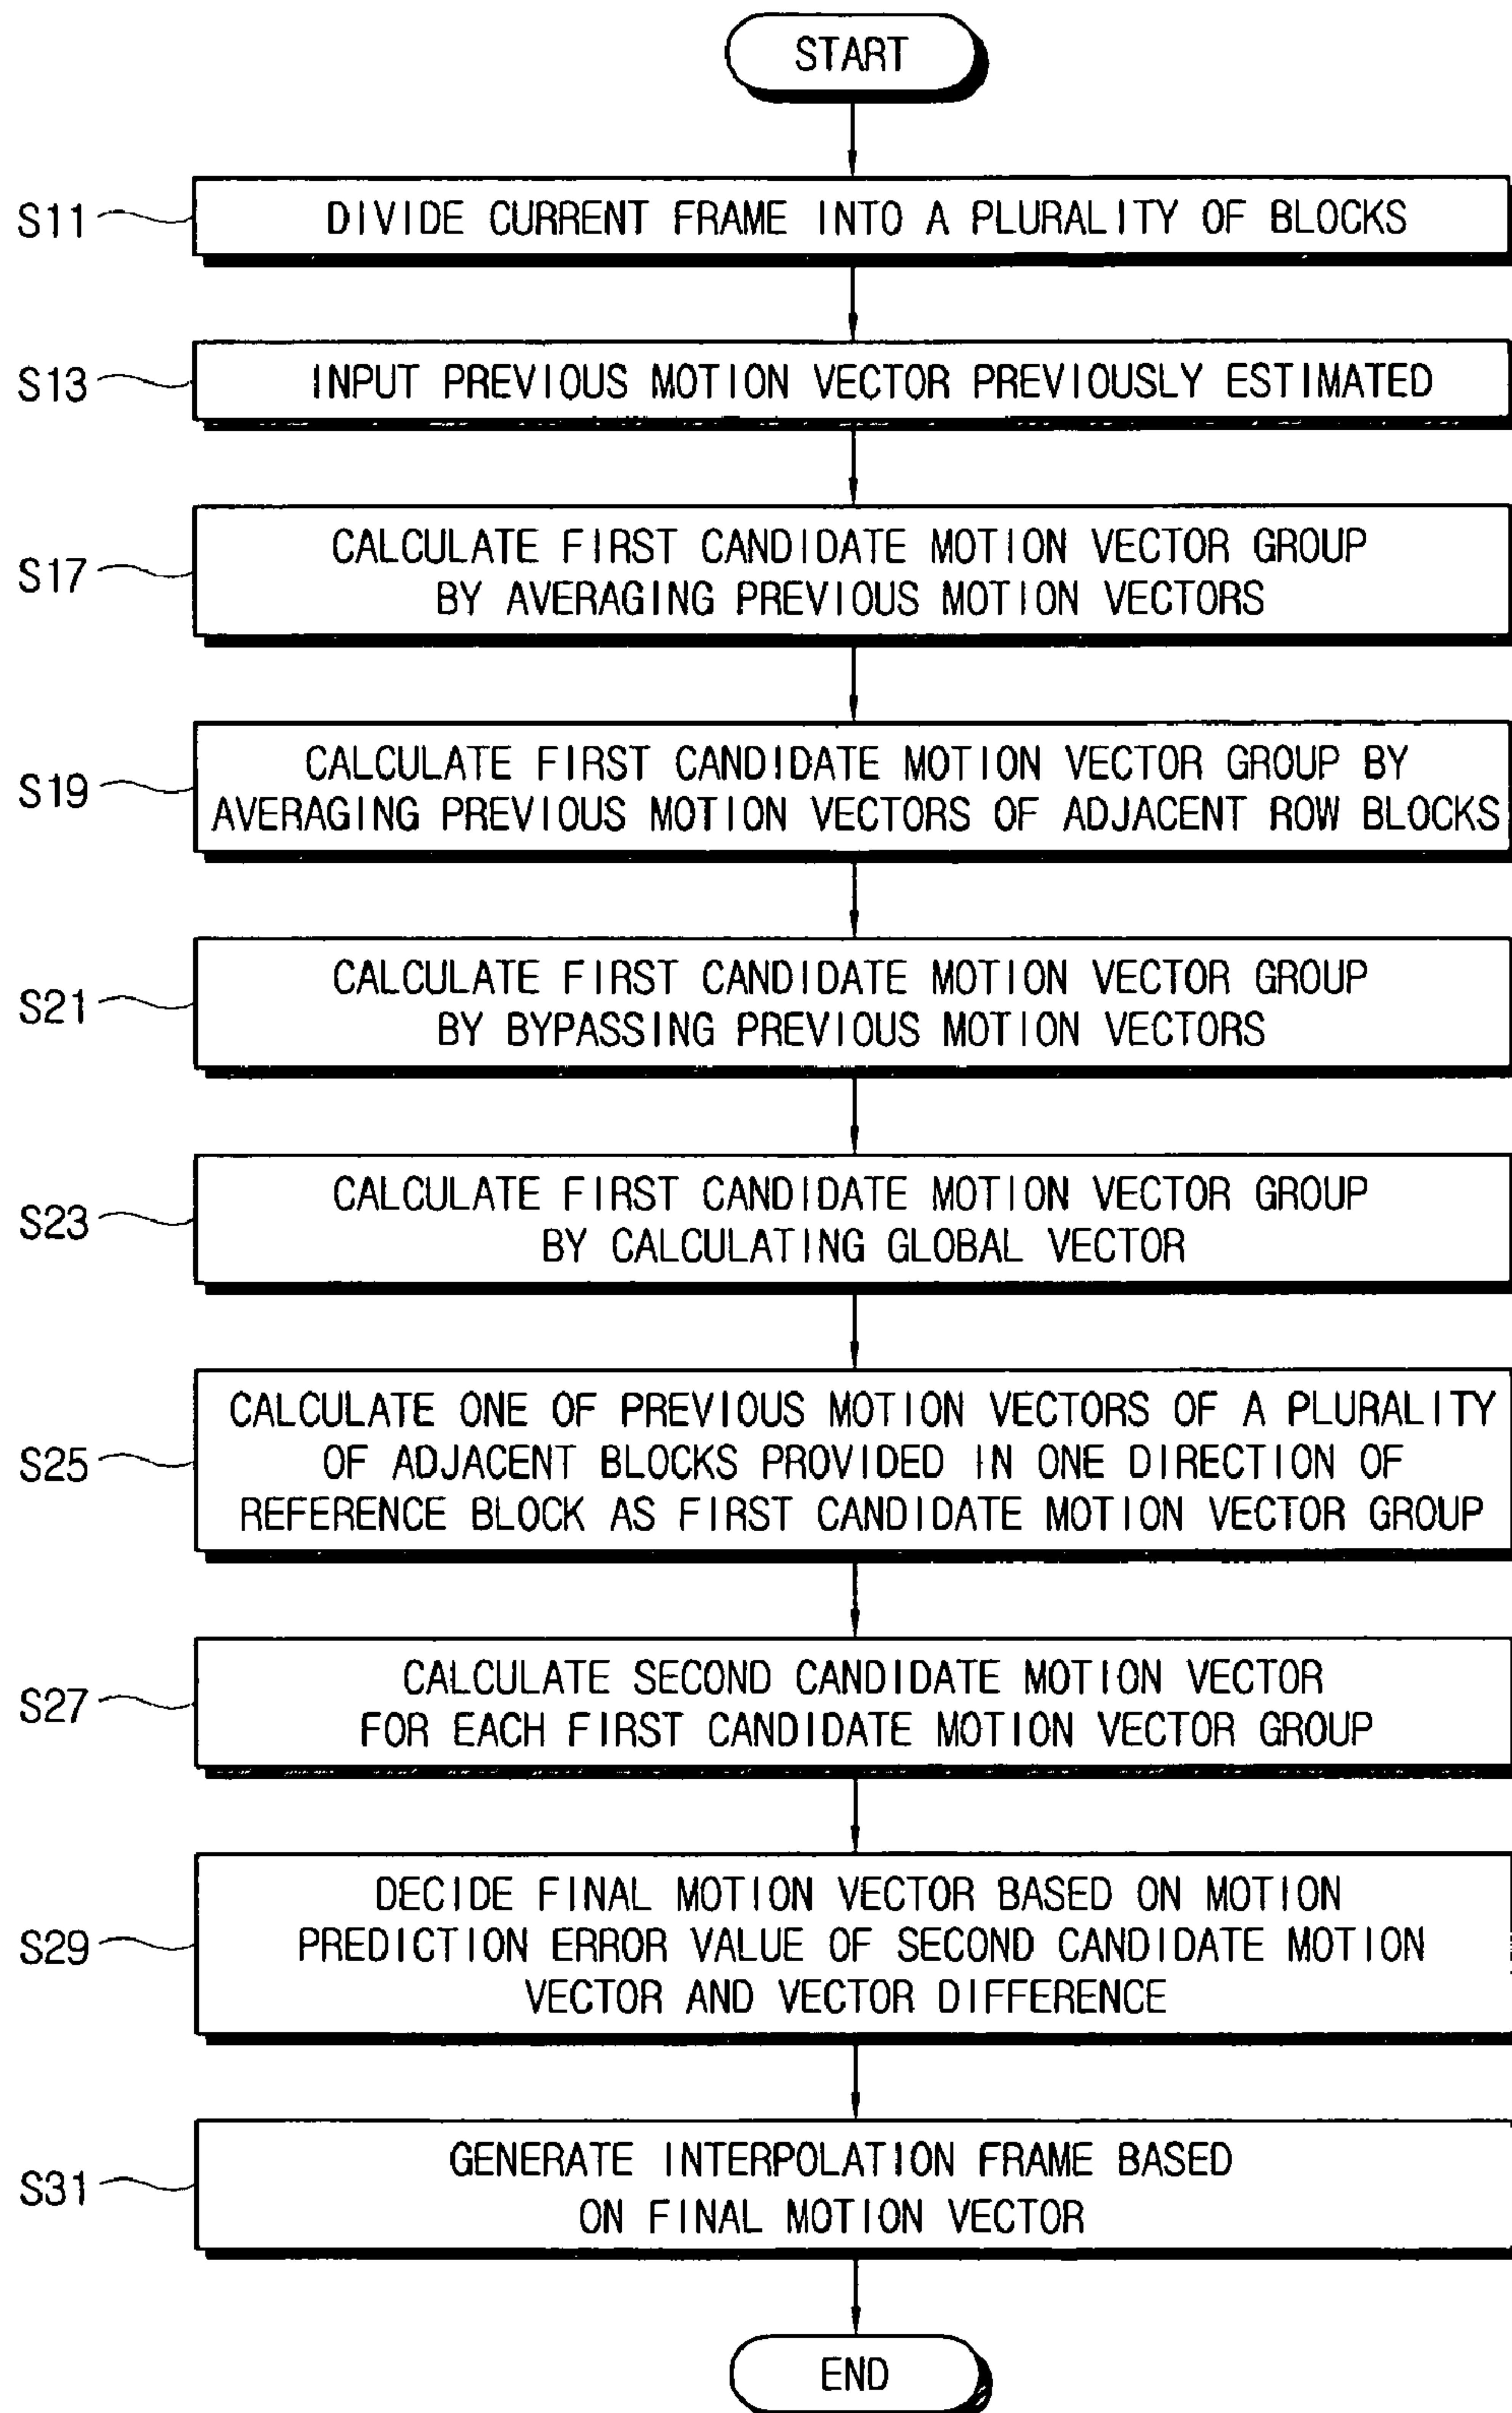 START
S11
DIVIDE CURRENT FRAME INTO A PLURALITY OF BLOCKS
S13
INPUT PREVIOUS MOTION VECTOR PREVIOUSLY ESTIMATED
S17
CALCULATE FIRST CANDIDATE MOTION VECTOR GROUP
BY AVERAGING PREVIOUS MOTION VECTORS
S19
CALCULATE FIRST CANDIDATE MOTION VECTOR GROUP BY
AVERAGING PREVIOUS MOTION VECTORS OF ADJACENT ROW BLOCKS
S21
CALCULATE FIRST CANDIDATE MOTION VECTOR GROUP
BY BYPASSING PREVIOUS MOTION VECTORS
S23
CALCULATE FIRST CANDIDATE MOTION VECTOR GROUP
BY CALCULATING GLOBAL VECTOR
S25
CALCULATE ONE OF PREVIOUS MOTION VECTORS OF A PLURALITY
OF ADJACENT BLOCKS PROVIDED IN ONE DIRECTION OF
REFERENCE BLOCK AS FIRST CANDIDATE MOTION VECTOR GROUP
S27
CALCULATE SECOND CANDIDATE MOTION VECTOR
FOR EACH FIRST CANDIDATE MOTION VECTOR GROUP
S29
DECIDE FINAL MOTION VECTOR BASED ON MOTION
PREDICTION ERROR VALUE OF SECOND CANDIDATE MOTION
VECTOR AND VECTOR DIFFERENCE
S31
GENERATE INTERPOLATION FRAME BASED
ON FINAL MOTION VECTOR
END